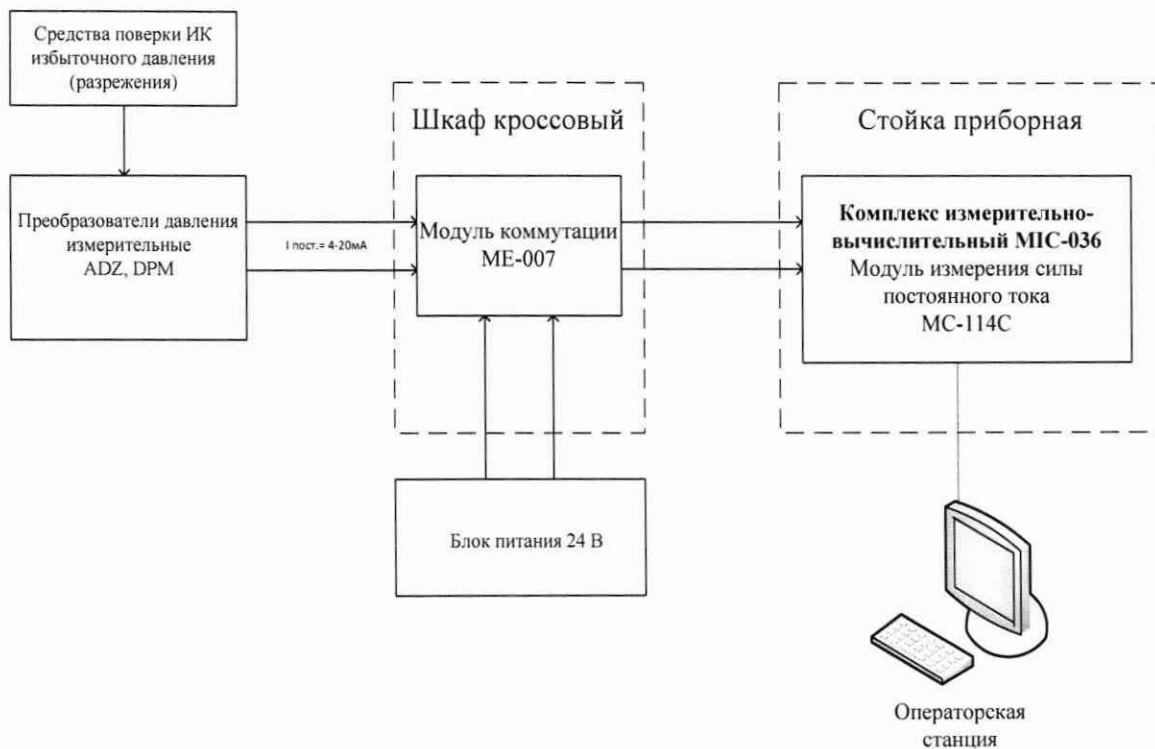 Средства поверки ИК
избыточного давления
(разрежения)
Преобразователи давления
измерительные
ADZ, DPM
I пост.= 4-20мА
Шкаф кроссовый
Модуль коммутации
МЕ-007
Блок питания 24 В
Стойка приборная
Комплекс измерительно-
вычислительный MIC-036
Модуль измерения силы
постоянного тока
МС-114С
Операторская
станция